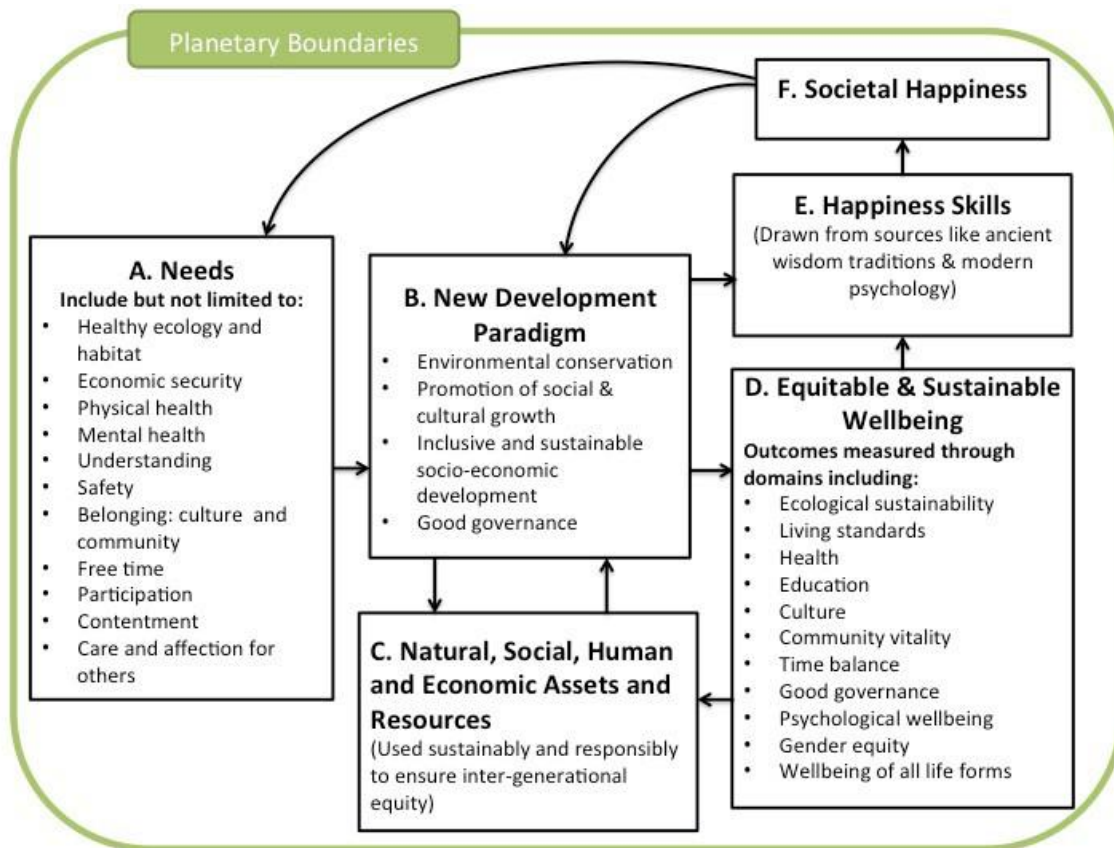 Planetary Boundaries
F. Societal Happiness
E. Happiness Skills
(Drawn from sources like ancient
wisdom traditions & modern
psychology)
A. Needs
Include but not limited to:
• Healthy ecology and
habitat
• Economic security
• Physical health
• Mental health
• Understanding
• Safety
• Belonging: culture and
community
• Free time
• Participation
• Contentment
• Care and affection for
others
B. New Development
Paradigm
• Environmental conservation
• Promotion of social &
cultural growth
• Inclusive and sustainable
socio-economic
development
• Good governance
C. Natural, Social, Human
and Economic Assets and
Resources
(Used sustainably and responsibly
to ensure inter-generational
equity)
D. Equitable & Sustainable
Wellbeing
Outcomes measured through
domains including:
• Ecological sustainability
• Living standards
• Health
• Education
• Culture
• Community vitality
• Time balance
• Good governance
• Psychological wellbeing
• Gender equity
• Wellbeing of all life forms